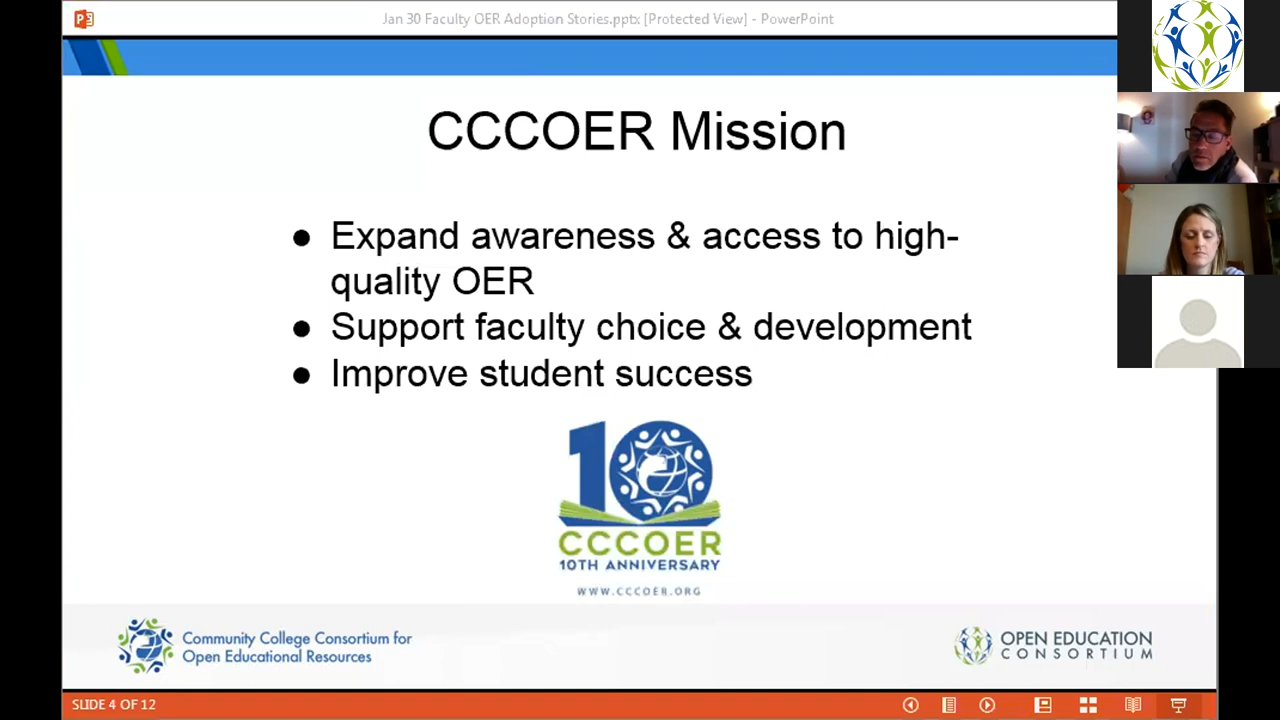 Jan 30 Faculty OER Adoption Stories.pptx [Protected View] - PowerPoint
CCCOER Mission
● Expand awareness & access to high-
quality OER
● Support faculty choice & development
● Improve student success
10
CCCOER
10TH ANNIVERSARY
WWW.CCCOER.ORG
Community College Consortium for
Open Educational Resources
OPEN EDUCATION
CONSORTIUM
SLIDE 4 OF 12